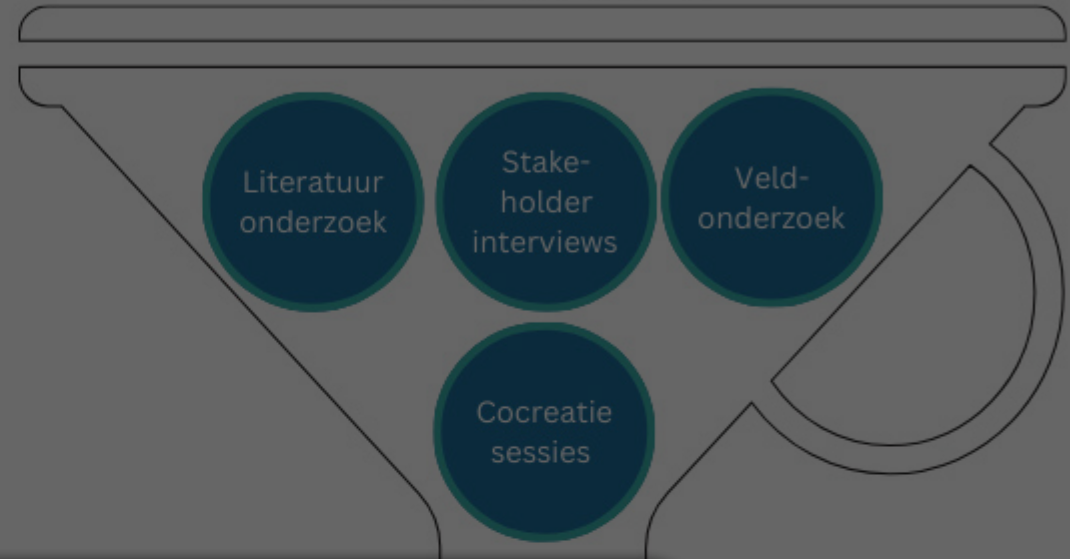 Literatuur
onderzoek
Stake-
holder
interviews
Veld-
onderzoek
Cocreatie
sessies